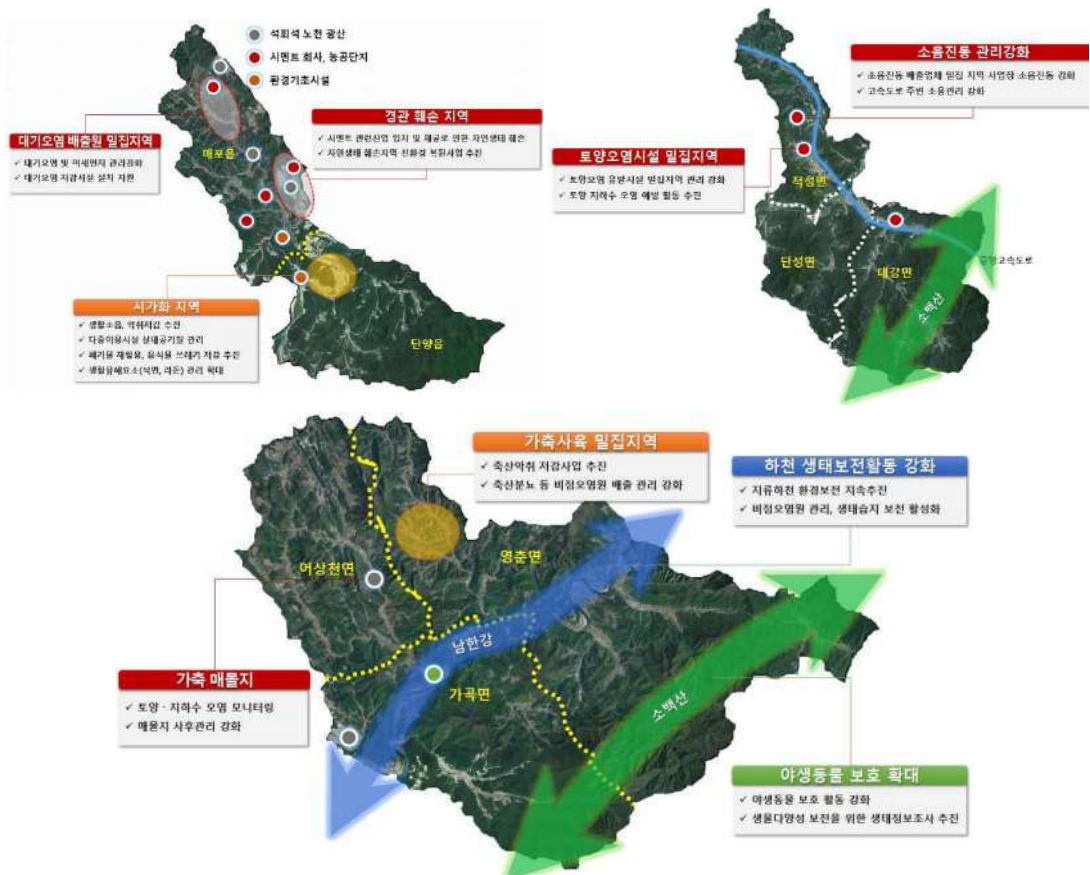 석회석 노천 광산
시멘트 회사, 농공단지
환경기초시설
대기오염 배출원 밀집지역
✓ 대기오염 및 미세먼지 관리강화
✓ 대기오염 저감시설 설치 지원
매포읍
경관 훼손 지역
✓ 시멘트 관련산업 입지 및 채굴로 인한 자연생태 훼손
✓ 자연생태 훼손지역 친환경 복원사업 추진
시가화 지역
✓ 생활소음, 악취저감 추진
✓ 다중이용시설 실내공기질 관리
✓ 폐기물 재활용, 음식물 쓰레기 저감 추진
✓ 생활유해요소(석면, 라돈) 관리 확대
단양읍
소음진동 관리강화
✓ 소음진동 배출업체 밀집 지역 사업장 소음진동 강화
✓ 고속도로 주변 소음관리 강화
토양오염시설 밀집지역
✓ 토양오염 유발시설 밀집지역 관리 강화
✓ 토양 지하수 오염 예방 활동 추진
적성면
단성면
대강면
중앙고속도로
소백산
가축사육 밀집지역
✓ 축산악취 저감사업 추진
✓ 축산분뇨 등 비점오염원 배출 관리 강화
하천 생태보전활동 강화
✓ 지류하천 환경보전 지속추진
✓ 비점오염원 관리, 생태습지 보전 활성화
어상천면
영춘면
남한강
가곡면
소백산
가축 매몰지
✓ 토양 · 지하수 오염 모니터링
✓ 매몰지 사후관리 강화
야생동물 보호 확대
✓ 야생동물 보호 활동 강화
✓ 생물다양성 보전을 위한 생태정보조사 추진